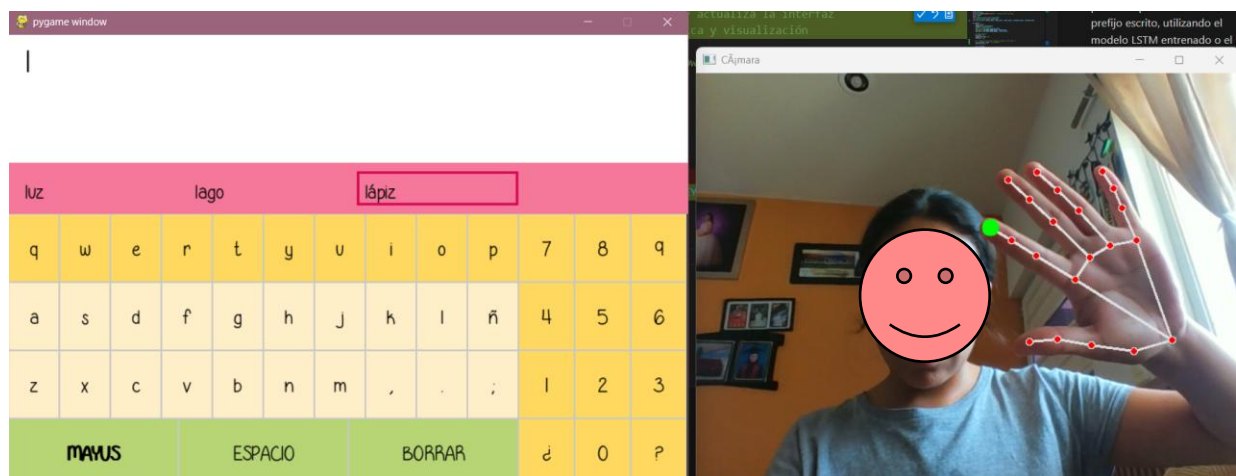 pygame window
luz lago lápiz
q w e r t y u i o p 7 8 9
a s d f g h j k l ñ 4 5 6
z x c v b n m , . ; 1 2 3
MAYUS ESPACIO BORRAR ¿ 0 ?
actualiza la interfaz
ca y visualización
prefijo escrito, utilizando el
modelo LSTM entrenado o el
CÃ¡mara